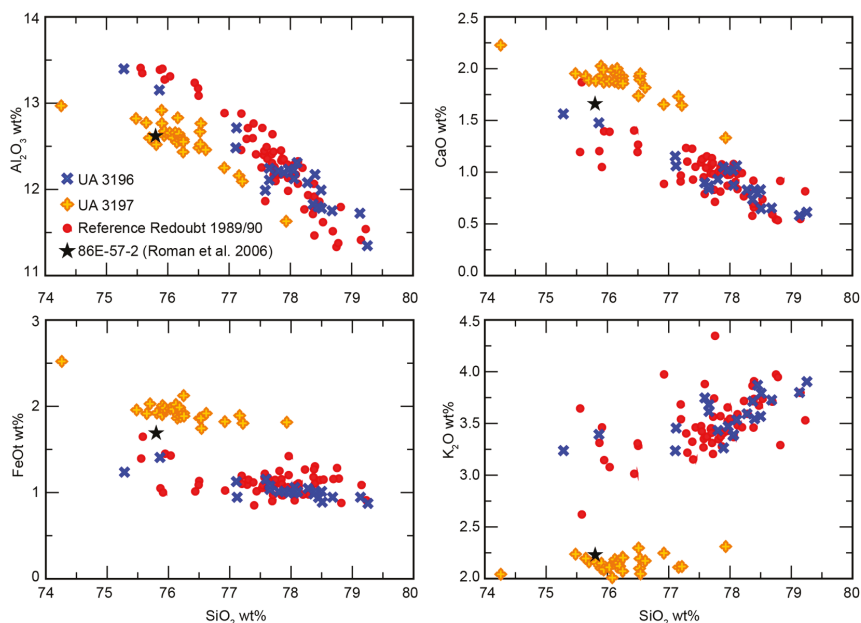 14
13
12
11
Al2O3 wt%
UA 3196
UA 3197
Reference Redoubt 1989/90
86E-57-2 (Roman et al. 2006)
74 75 76 77 78 79 80
2.5
2.0
1.5
1.0
0.5
0.0
CaO wt%
74 75 76 77 78 79 80
3
2
1
0
FeOt wt%
74 75 76 77 78 79 80
SiO2 wt%
4.5
4.0
3.5
3.0
2.5
2.0
K2O wt%
74 75 76 77 78 79 80
SiO2 wt%